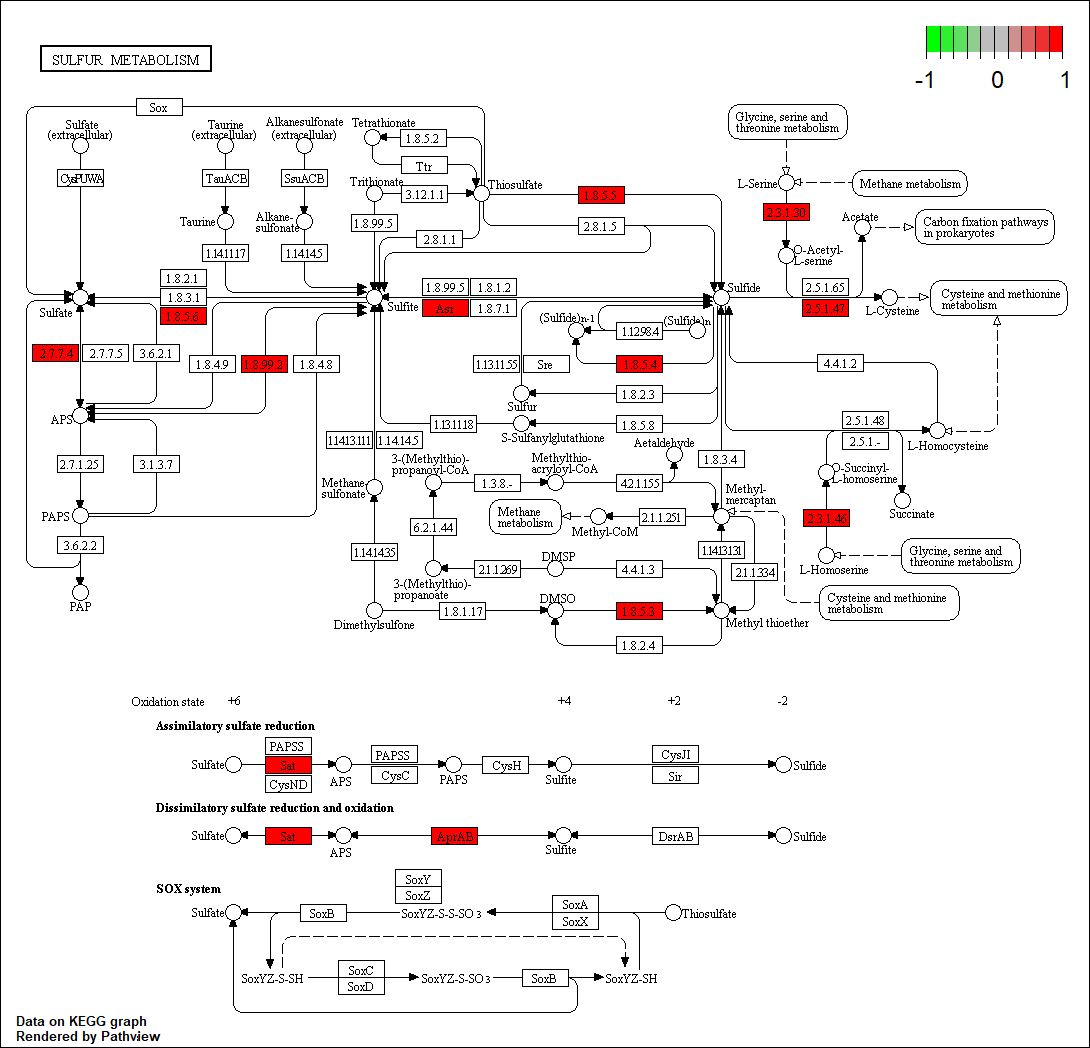 SULFUR METABOLISM
-1 0 1
Sox
Sulfate
(extracellular)
CysPUWA
Taurine
(extracellular)
TauACB
Taurine
1.14.11.17
Alkanesulfonate
(extracellular)
SsuACB
Alkane-
sulfonate
1.14.14.5
Tetrathionate
1.8.5.2
Ttr
Trithionate
3.12.1.1
Thiosulfate
1.8.99.5
2.8.1.1
1.8.5.5
2.8.1.5
Glycine, serine and
threonine metabolism
L-Serine
Methane metabolism
2.3.1.30
Acetate
Carbon fixation pathways
in prokaryotes
O-Acetyl-
L-serine
1.8.2.1
1.8.3.1
1.8.5.6
Sulfate
Sulfite
1.8.99.5
1.8.1.2
Asr
1.8.7.1
Sulfide
2.5.1.65
2.5.1.47
L-Cysteine
Cysteine and methionine
metabolism
(Sulfide)n-1
1.12.98.4
(Sulfide)n
2.7.7.4
2.7.7.5
3.6.2.1
1.8.4.9
1.8.99.2
1.8.4.8
1.13.11.55
Sre
1.8.5.4
4.4.1.2
1.8.2.3
Sulfur
APS
1.13.11.18
1.8.5.8
S-Sulfanylglutathione
2.5.1.48
2.5.1.-
L-Homocysteine
1.14.13.111
1.14.14.5
Aetaldehyde
2.7.1.25
3.1.3.7
3-(Methylthio)-
propanoyl-CoA
Methylthio-
acryloyl-CoA
1.8.3.4
O-Succinyl-
L-homoserine
Methane
sulfonate
1.3.8.-
4.2.1.155
Methyl-
mercaptan
Succinate
PAPS
6.2.1.44
Methane
metabolism
Methyl-CoM
2.1.1.251
2.3.1.46
3.6.2.2
1.14.14.35
1.14.13.131
L-Homoserine
Glycine, serine and
threonine metabolism
DMSP
2.1.1.269
4.4.1.3
2.1.1.334
3-(Methylthio)-
propanoate
PAP
DMSO
Cysteine and methionine
metabolism
1.8.1.17
1.8.5.3
Dimethylsulfone
Methyl thioether
1.8.2.4
Oxidation state +6 +4 +2 -2
Assimilatory sulfate reduction
PAPSS
PAPSS
CysJI
Sulfate
Sat
CysH
Sulfide
CysND
APS
CysC
PAPS
Sulfite
Sir
Dissimilatory sulfate reduction and oxidation
Sulfate
Sat
AprAB
DsrAB
Sulfide
APS
Sulfite
SOX system
SoxY
SoxZ
SoxA
SoxX
Sulfate
SoxB
SoxYZ-S-S-SO3
Thiosulfate
SoxC
SoxD
SoxYZ-S-SH
SoxYZ-S-SO3
SoxB
SoxYZ-SH
Data on KEGG graph
Rendered by Pathview